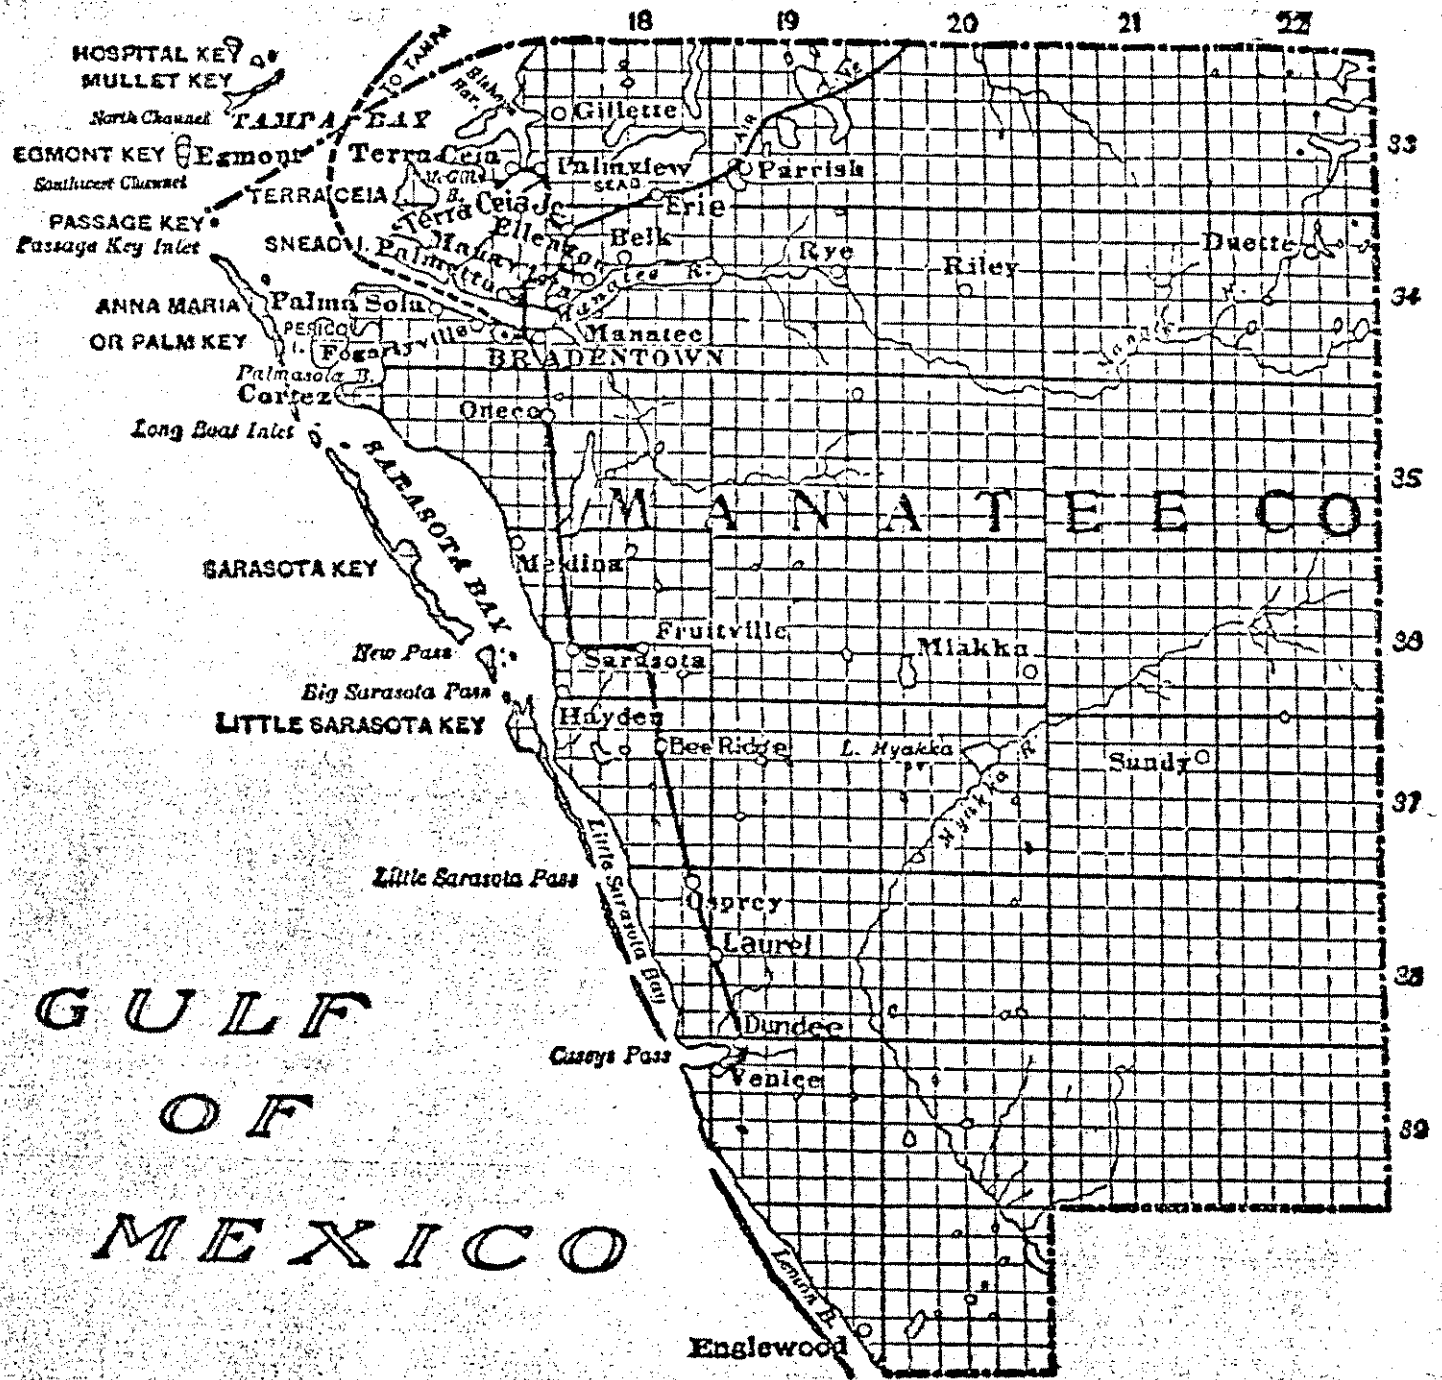 18 19 20 21 22
HOSPITAL KEY
MULLET KEY
TO TAMPA
North Channel
TAMPA BAY
Gillette
AIR
33
EGMONT KEY
Egmont
Terra Ceia
Palmview
Parrish
Southwest Channel
SEAB
TERRA CEIA
Terra Ceia Jc
Erie
PASSAGE KEY
Passage Key Inlet
SNEAD I.
Ellenton
Belk
Palmetto
Manatee R.
Rye
Riley
Duette
34
ANNA MARIA
OR PALM KEY
Palma Sola
PERICO
I.
Fogartyville
Manatee
BRADENTOWN
Manatee
Palmasola B.
Cortez
Oneco
Long Boat Inlet
SARASOTA BAY
35
MANATEE CO
SARASOTA KEY
Medina
Fruitville
Sarasota
Miakka
36
New Pass
Big Sarasota Pass
LITTLE SARASOTA KEY
Hayden
Bee Ridge
L. Myakka
Myakka R.
Sundy
37
Little Sarasota Pass
Little Sarasota Bay
Osprey
Laurel
38
GULF
OF
MEXICO
Dundee
Caseys Pass
Venice
39
Lemon B.
Englewood